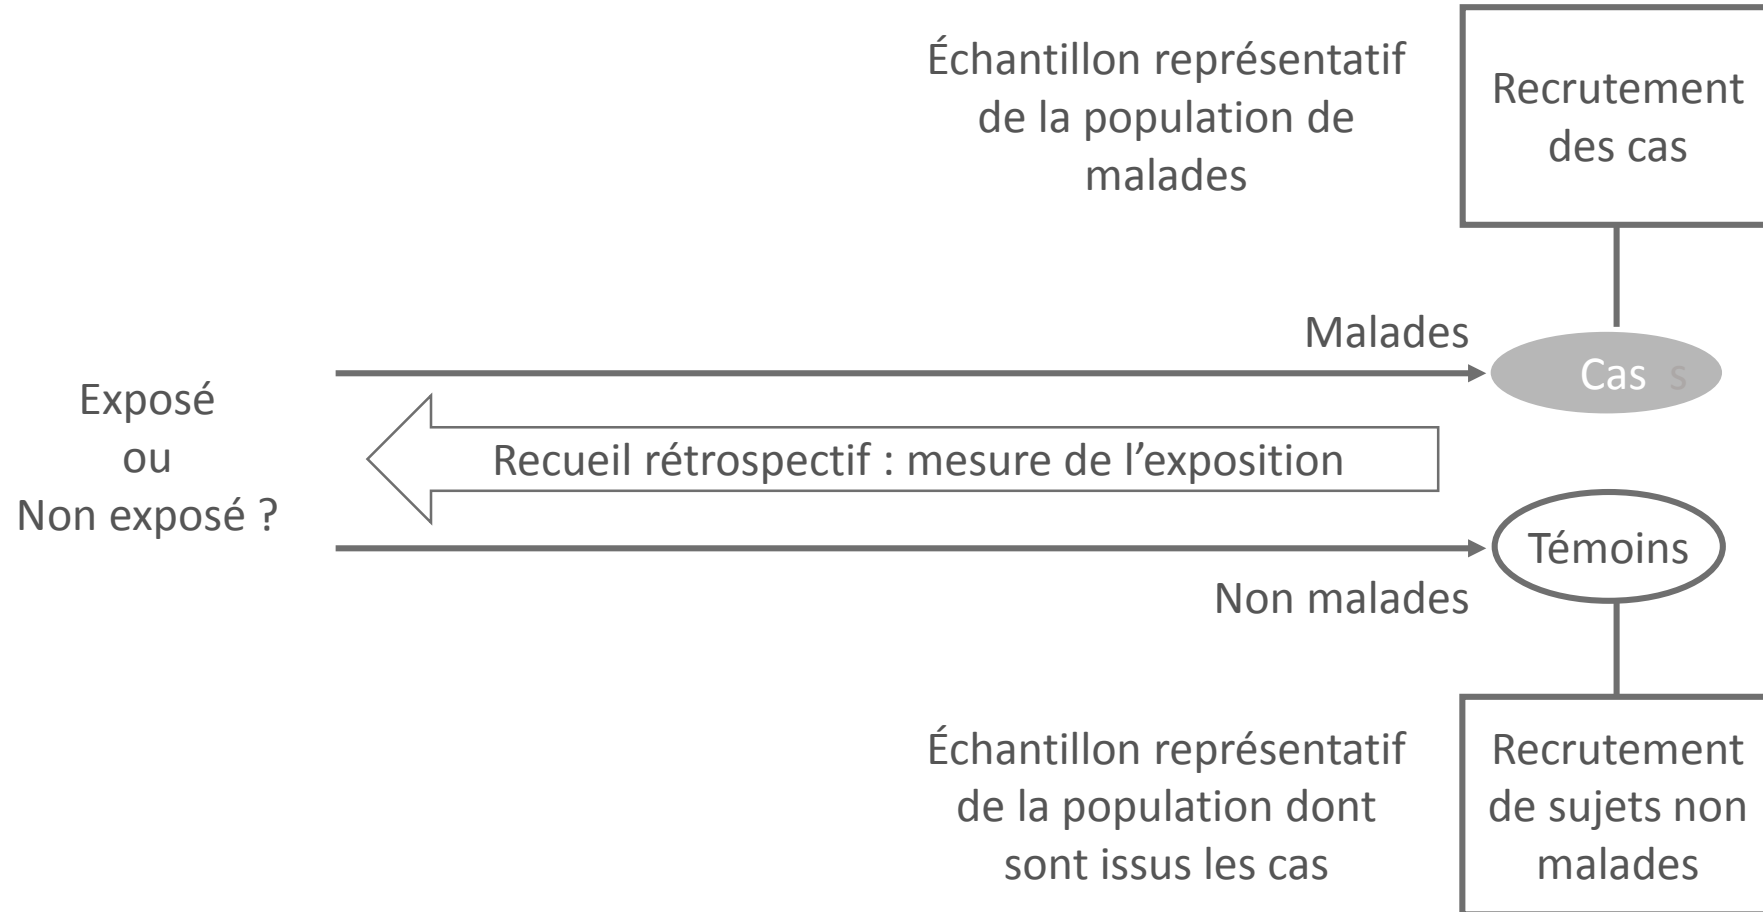 Échantillon représentatif
de la population de
malades
Recrutement
des cas
Malades
Cas s
Exposé
ou
Non exposé ?
Recueil rétrospectif : mesure de l’exposition
Témoins
Non malades
Échantillon représentatif
de la population dont
sont issus les cas
Recrutement
de sujets non
malades